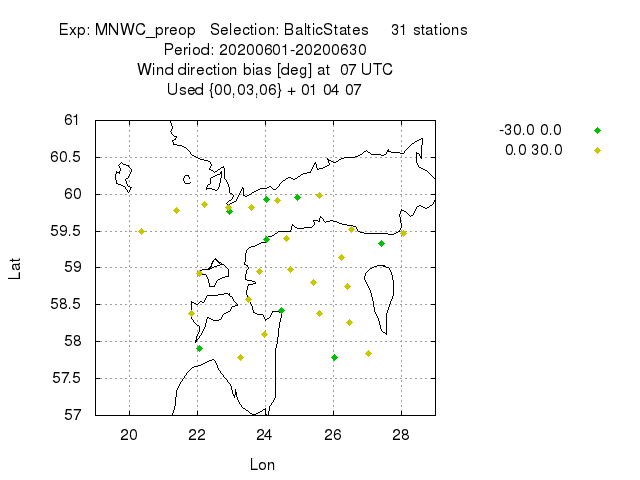 Exp: MNWC_preop Selection: BalticStates 31 stations
Period: 20200601-20200630
Wind direction bias [deg] at 07 UTC
Used {00,03,06} + 01 04 07
-30.0 0.0
0.0 30.0
61
60.5
60
59.5
59
58.5
58
57.5
57
Lat
20 22 24 26 28
Lon